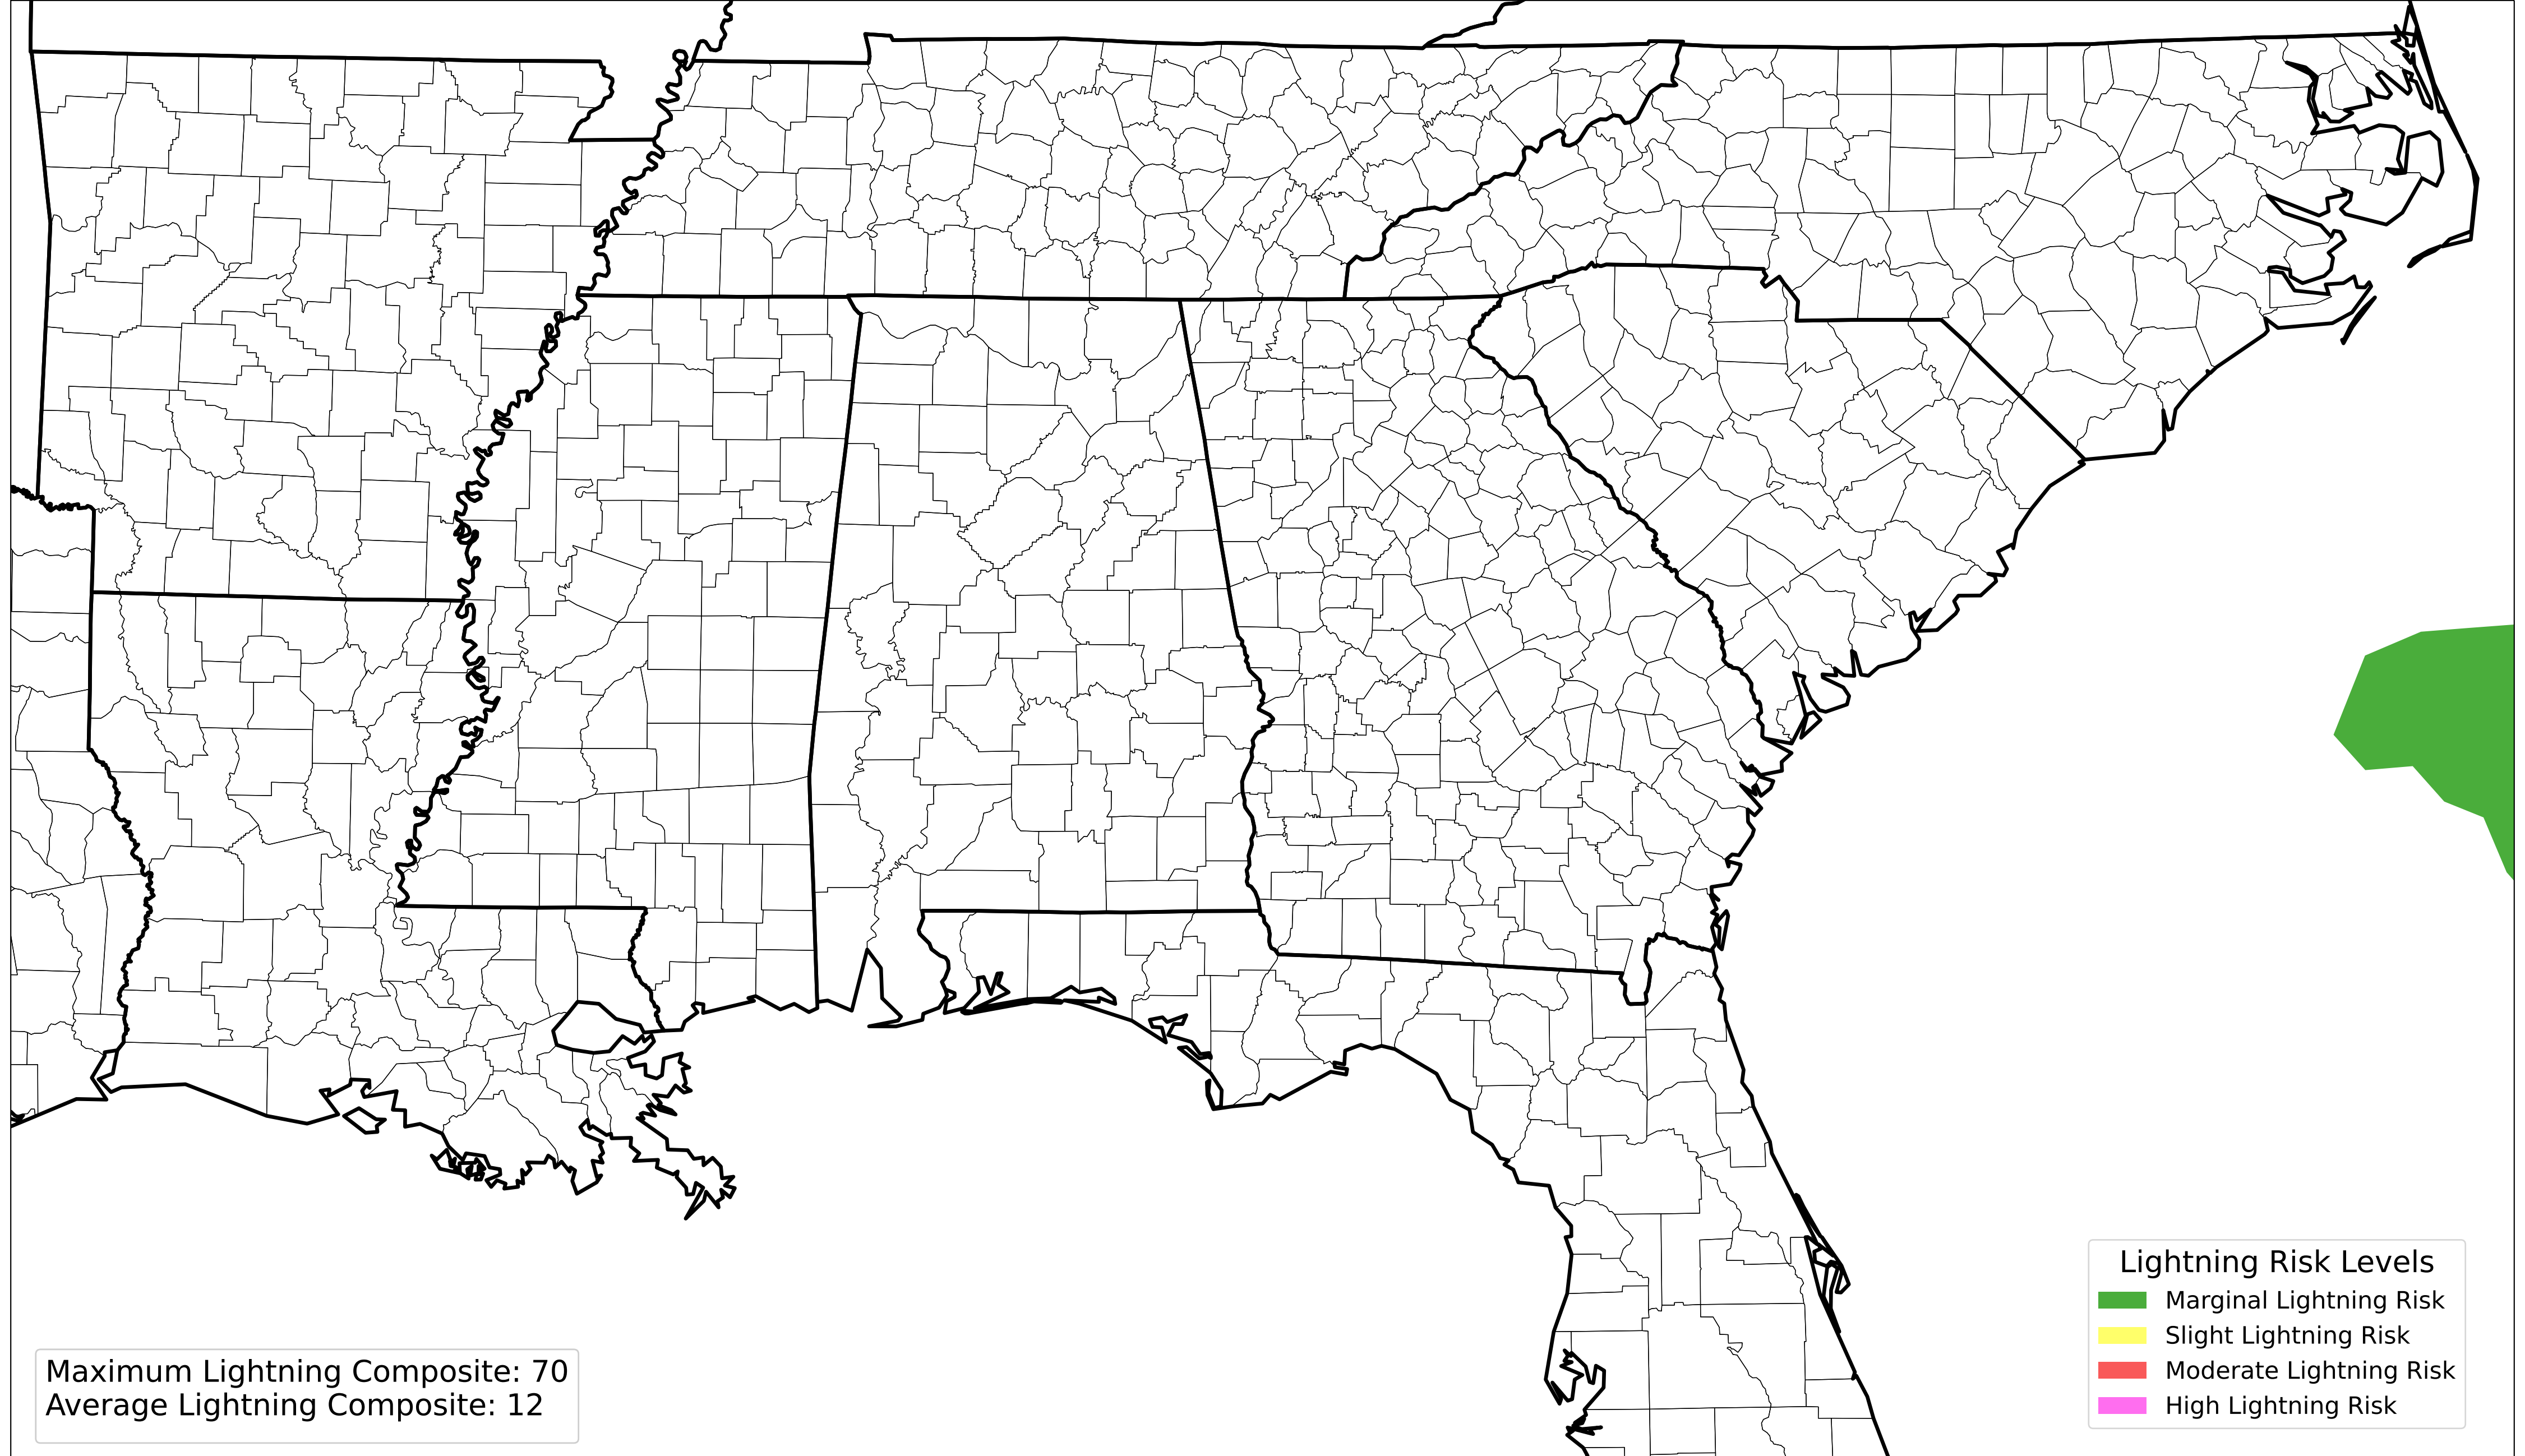 Maximum Lightning Composite: 70
Average Lightning Composite: 12
Lightning Risk Levels
Marginal Lightning Risk
Slight Lightning Risk
Moderate Lightning Risk
High Lightning Risk